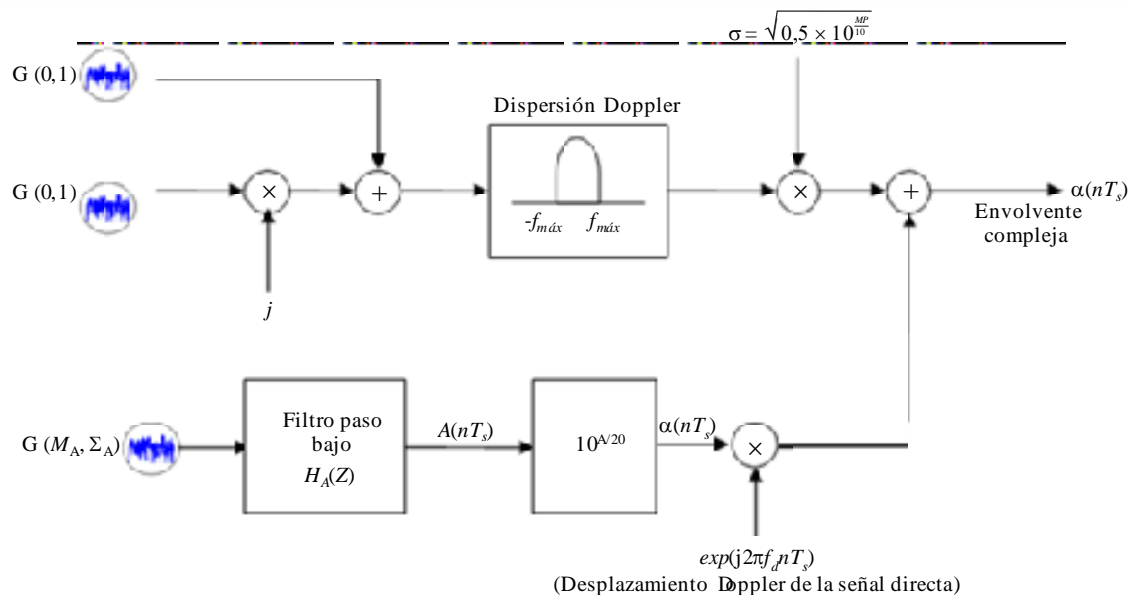 σ = √0,5 × 10^(MP/10)
G (0,1)
Dispersión Doppler
G (0,1)
×
+
-fmáx fmáx
×
+
α(nTs)
Envolvente
compleja
j
G (MA, ΣA)
Filtro paso
bajo
HA(Z)
A(nTs)
10^A/20
α(nTs)
×
exp(j2πfdnTs)
(Desplazamiento Doppler de la señal directa)